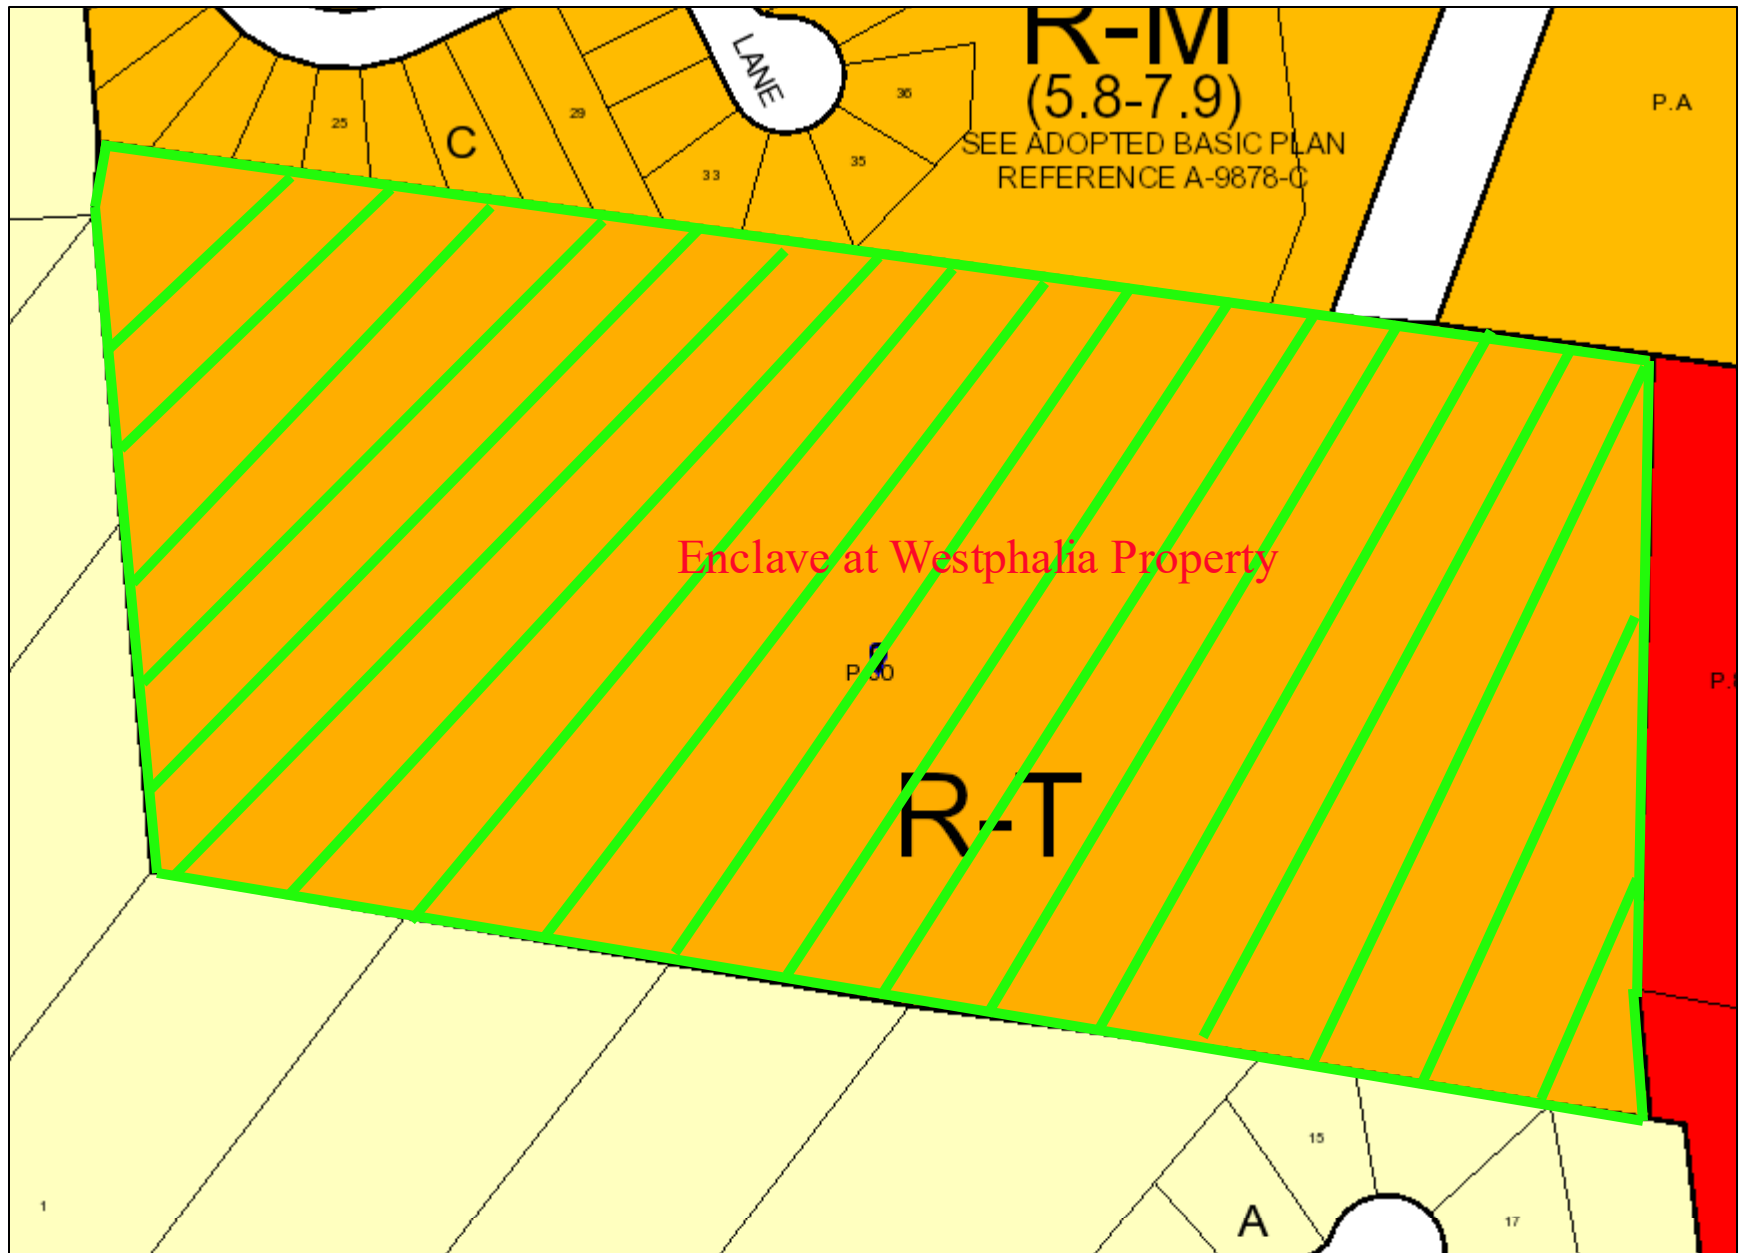 R-M
(5.8-7.9)
SEE ADOPTED BASIC PLAN
REFERENCE A-9878-C
LANE
P.A
36
25
C
29
35
33
Enclave at Westphalia Property
R-T
15
A
17
1